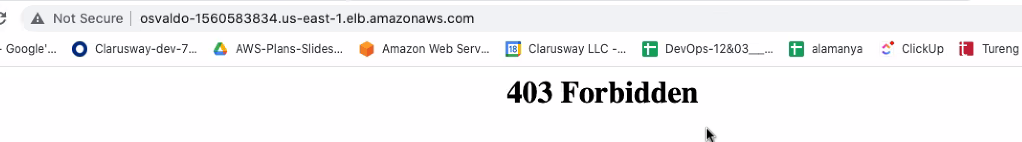 Not Secure | osvaldo-1560583834.us-east-1.elb.amazonaws.com
- Google'... Clarusway-dev-7... AWS-Plans-Slides... Amazon Web Serv... 18 Clarusway LLC -... DevOps-12&03___... alamanya ClickUp Tureng
403 Forbidden